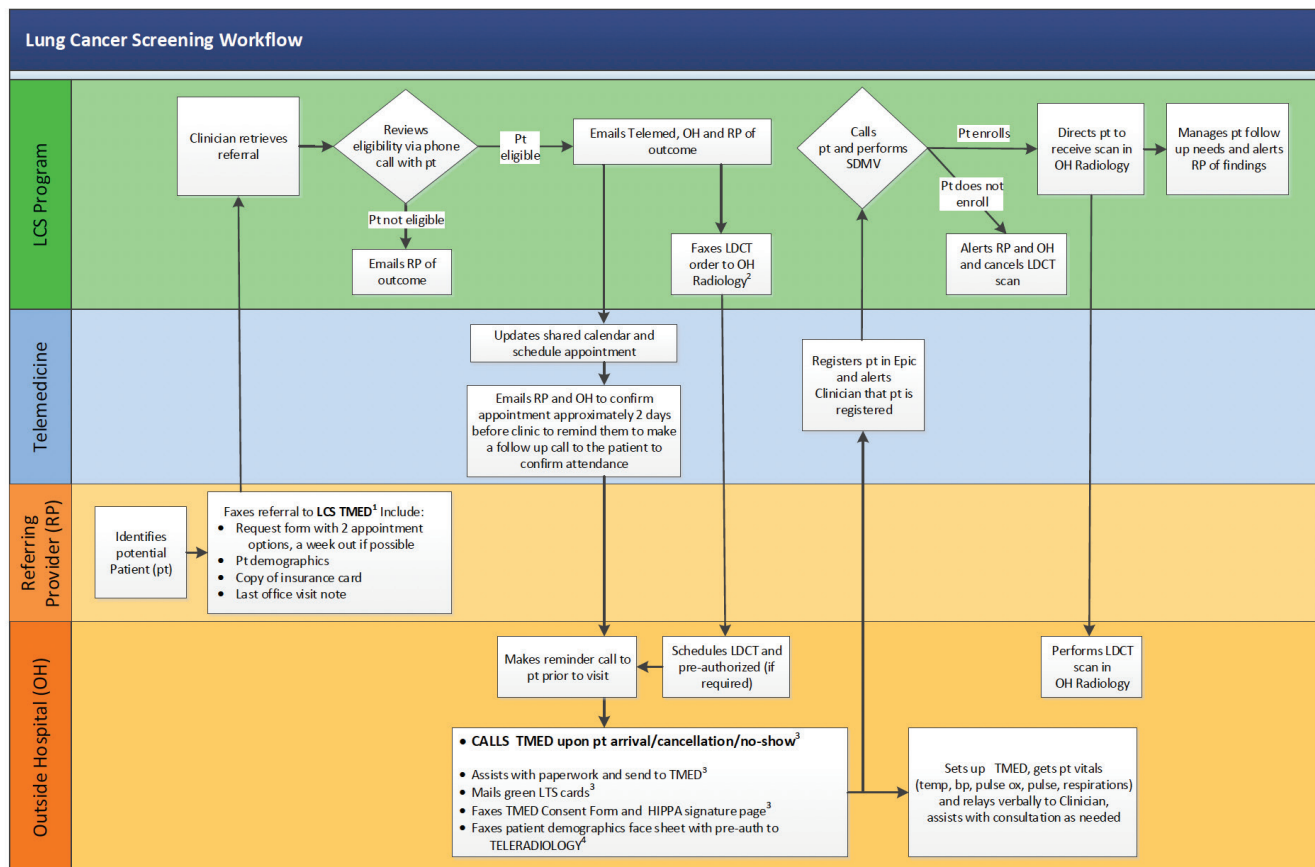 Lung Cancer Screening Workflow
LCS Program
Clinician retrieves
referral
Reviews
eligibility via phone
call with pt
Pt
eligible
Pt not eligible
Emails RP of
outcome
Emails Telemed, OH and RP of
outcome
Faxes LDCT
order to OH
Radiology2
Calls
pt and performs
SDMV
Pt enrolls
Pt does not
enroll
Alerts RP and OH
and cancels LDCT
scan
Directs pt to
receive scan in
OH Radiology
Manages pt follow
up needs and alerts
RP of findings
Telemedicine
Updates shared calendar and
schedule appointment
Emails RP and OH to confirm
appointment approximately 2 days
before clinic to remind them to make
a follow up call to the patient to
confirm attendance
Registers pt in Epic
and alerts
Clinician that pt is
registered
Referring
Provider (RP)
Identifies
potential
Patient (pt)
Faxes referral to LCS TMED1 Include:
• Request form with 2 appointment
options, a week out if possible
• Pt demographics
• Copy of insurance card
• Last office visit note
Outside Hospital (OH)
Makes reminder call to
pt prior to visit
Schedules LDCT and
pre-authorized (if
required)
Performs LDCT
scan in
OH Radiology
• CALLS TMED upon pt arrival/cancellation/no-show3
• Assists with paperwork and send to TMED3
• Mails green LTS cards3
• Faxes TMED Consent Form and HIPPA signature page3
• Faxes patient demographics face sheet with pre-auth to
TELERADIOLOGY4
Sets up TMED, gets pt vitals
(temp, bp, pulse ox, pulse, respirations)
and relays verbally to Clinician,
assists with consultation as needed